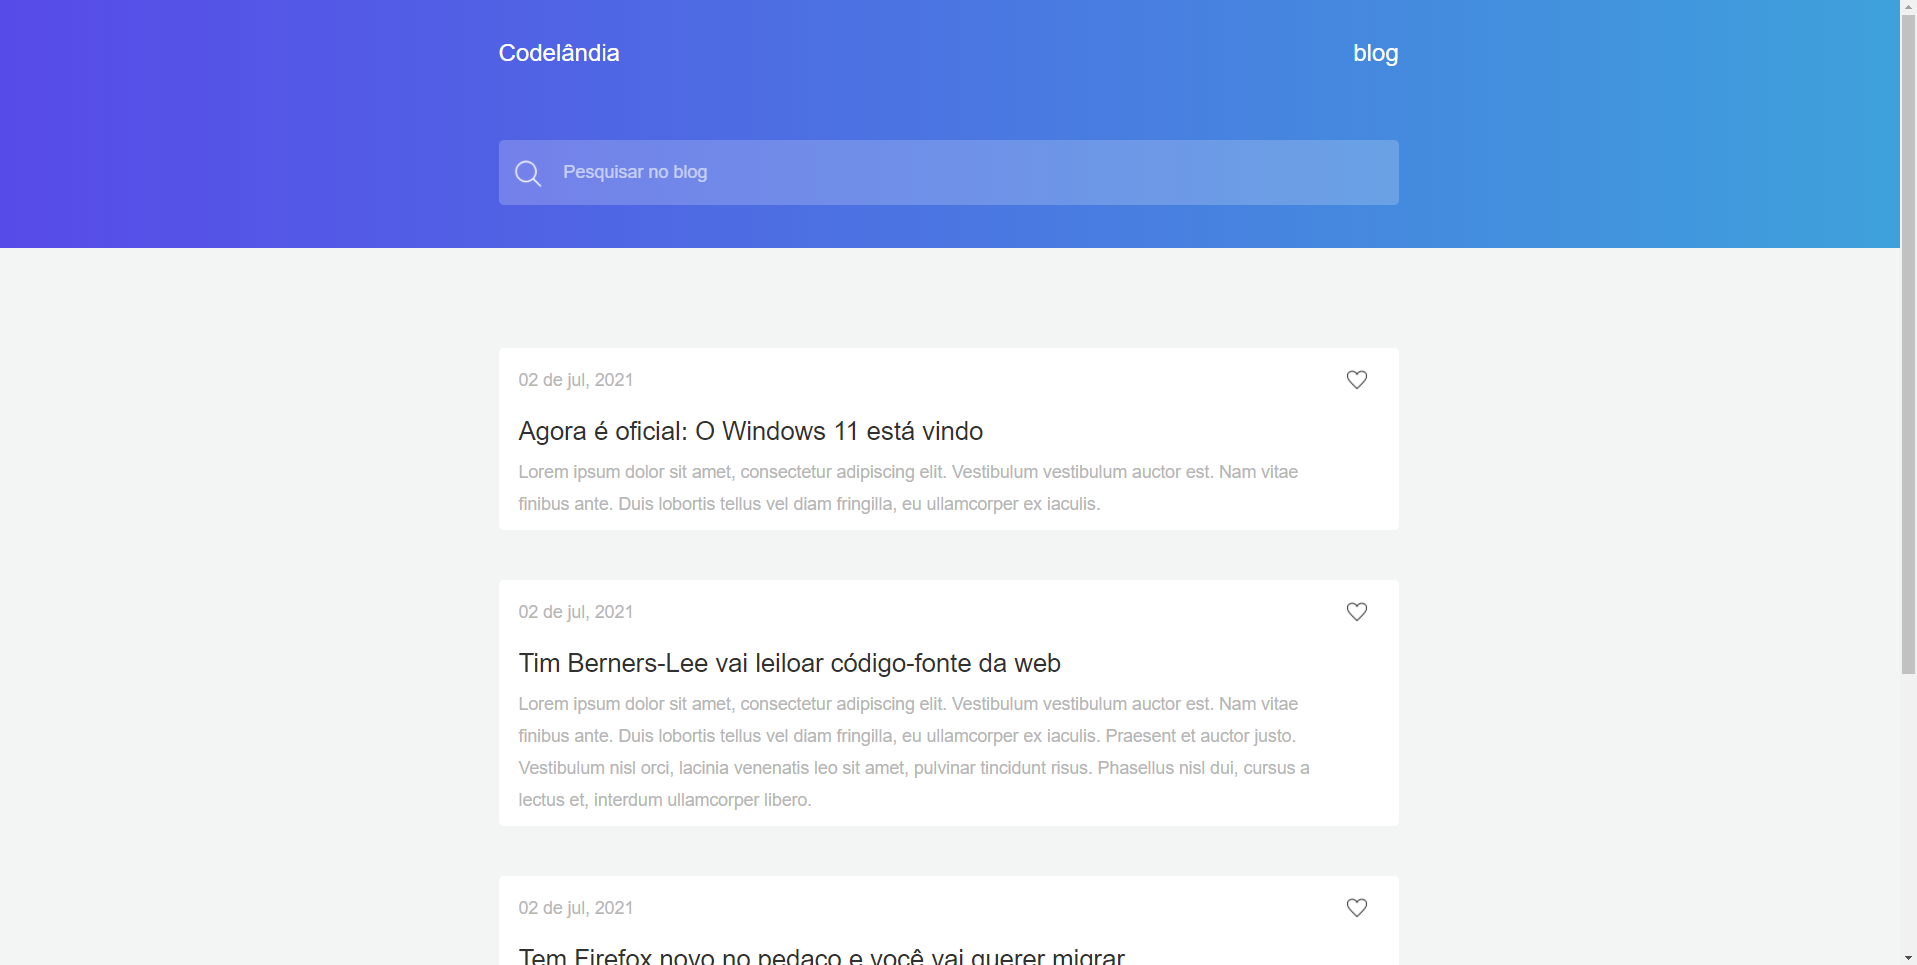 Codelândia
blog
Pesquisar no blog
02 de jul, 2021
Agora é oficial: O Windows 11 está vindo
Lorem ipsum dolor sit amet, consectetur adipiscing elit. Vestibulum vestibulum auctor est. Nam vitae
finibus ante. Duis lobortis tellus vel diam fringilla, eu ullamcorper ex iaculis.
02 de jul, 2021
Tim Berners-Lee vai leiloar código-fonte da web
Lorem ipsum dolor sit amet, consectetur adipiscing elit. Vestibulum vestibulum auctor est. Nam vitae
finibus ante. Duis lobortis tellus vel diam fringilla, eu ullamcorper ex iaculis. Praesent et auctor justo.
Vestibulum nisl orci, lacinia venenatis leo sit amet, pulvinar tincidunt risus. Phasellus nisl dui, cursus a
lectus et, interdum ullamcorper libero.
02 de jul, 2021
Tem Firefox novo no pedaço e você vai querer migrar